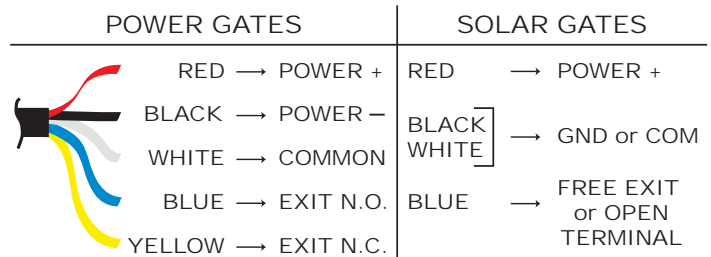 POWER GATES
RED → POWER +
BLACK → POWER –
WHITE → COMMON
BLUE → EXIT N.O.
YELLOW → EXIT N.C.
SOLAR GATES
RED → POWER +
BLACK
WHITE → GND or COM
BLUE → FREE EXIT
or OPEN
TERMINAL